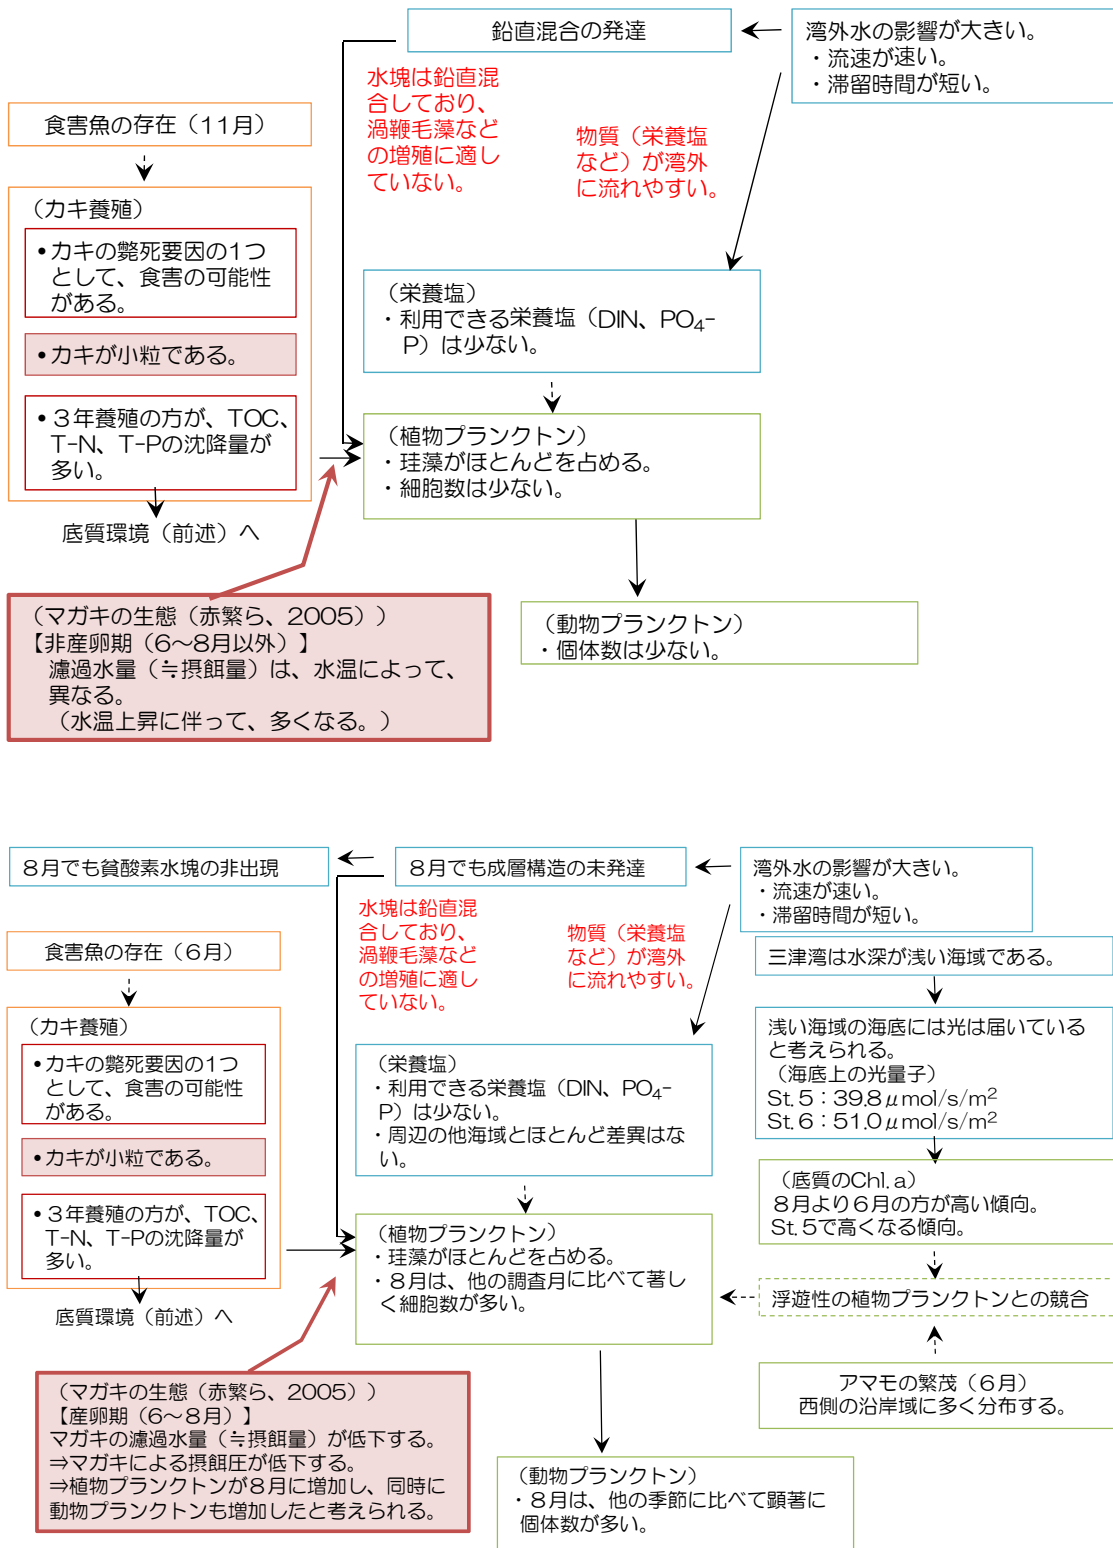 鉛直混合の発達
湾外水の影響が大きい。
・流速が速い。
・滞留時間が短い。
水塊は鉛直混
合しており、
渦鞭毛藻など
の増殖に適し
ていない。
物質（栄養塩
など）が湾外
に流れやすい。
食害魚の存在（11月）
（カキ養殖）
•カキの斃死要因の1つ
として、食害の可能性
がある。
•カキが小粒である。
•３年養殖の方が、TOC、
T-N、T-Pの沈降量が
多い。
底質環境（前述）へ
（栄養塩）
・利用できる栄養塩（DIN、PO₄-
P）は少ない。
（植物プランクトン）
・珪藻がほとんどを占める。
・細胞数は少ない。
（動物プランクトン）
・個体数は少ない。
（マガキの生態（赤繁ら、2005））
【非産卵期（6～8月以外）】
濾過水量（≒摂餌量）は、水温によって、
異なる。
（水温上昇に伴って、多くなる。）
８月でも貧酸素水塊の非出現
８月でも成層構造の未発達
湾外水の影響が大きい。
・流速が速い。
・滞留時間が短い。
水塊は鉛直混
合しており、
渦鞭毛藻など
の増殖に適し
ていない。
物質（栄養塩
など）が湾外
に流れやすい。
食害魚の存在（６月）
（カキ養殖）
•カキの斃死要因の1つ
として、食害の可能性
がある。
•カキが小粒である。
•３年養殖の方が、TOC、
T-N、T-Pの沈降量が
多い。
底質環境（前述）へ
（栄養塩）
・利用できる栄養塩（DIN、PO₄-
P）は少ない。
・周辺の他海域とほとんど差異はな
い。
（植物プランクトン）
・珪藻がほとんどを占める。
・８月は、他の調査月に比べて著し
く細胞数が多い。
三津湾は水深が浅い海域である。
浅い海域の海底には光は届いている
と考えられる。
（海底上の光量子）
St.５：39.8μmol/s/m²
St.６：51.0μmol/s/m²
（底質のChl.a）
８月より６月の方が高い傾向。
St.５で高くなる傾向。
浮遊性の植物プランクトンとの競合
アマモの繁茂（６月）
西側の沿岸域に多く分布する。
（マガキの生態（赤繁ら、2005））
【産卵期（6～8月）】
マガキの濾過水量（≒摂餌量）が低下する。
⇒マガキによる摂餌圧が低下する。
⇒植物プランクトンが８月に増加し、同時に
動物プランクトンも増加したと考えられる。
（動物プランクトン）
・８月は、他の季節に比べて顕著に
個体数が多い。